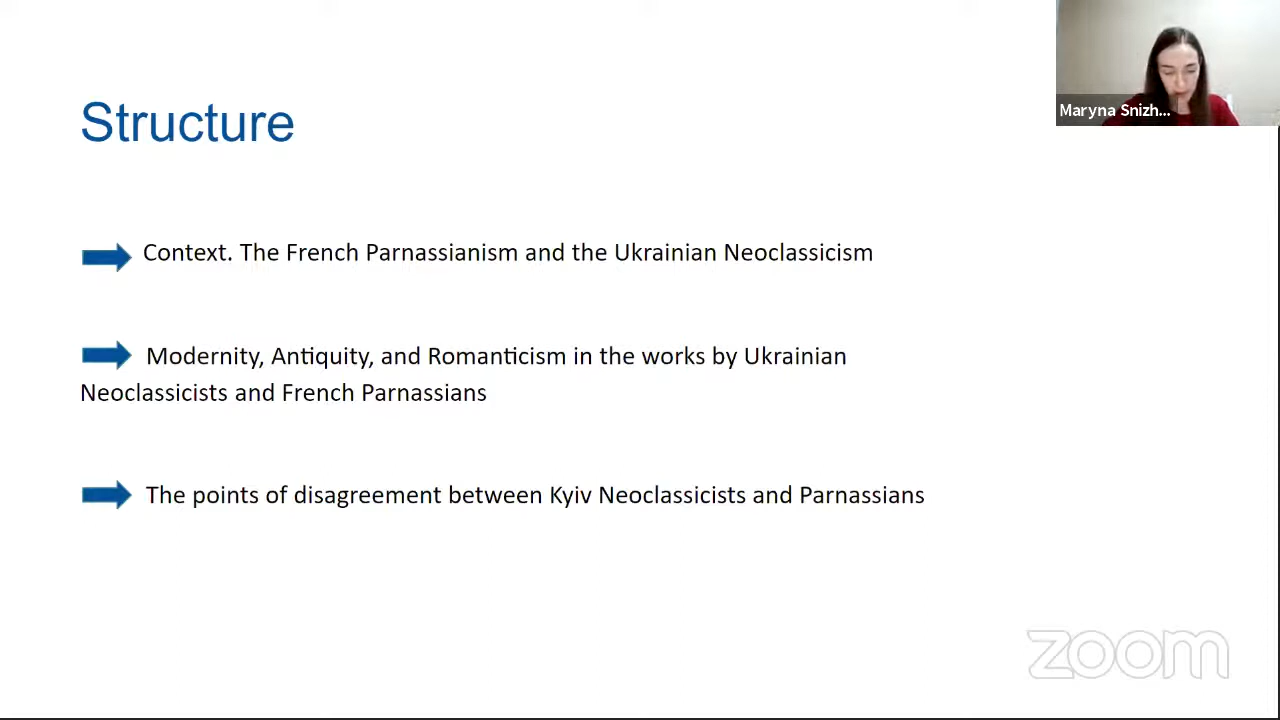 Structure
Maryna Snizh...
Context. The French Parnassianism and the Ukrainian Neoclassicism
Modernity, Antiquity, and Romanticism in the works by Ukrainian
Neoclassicists and French Parnassians
The points of disagreement between Kyiv Neoclassicists and Parnassians
zoom